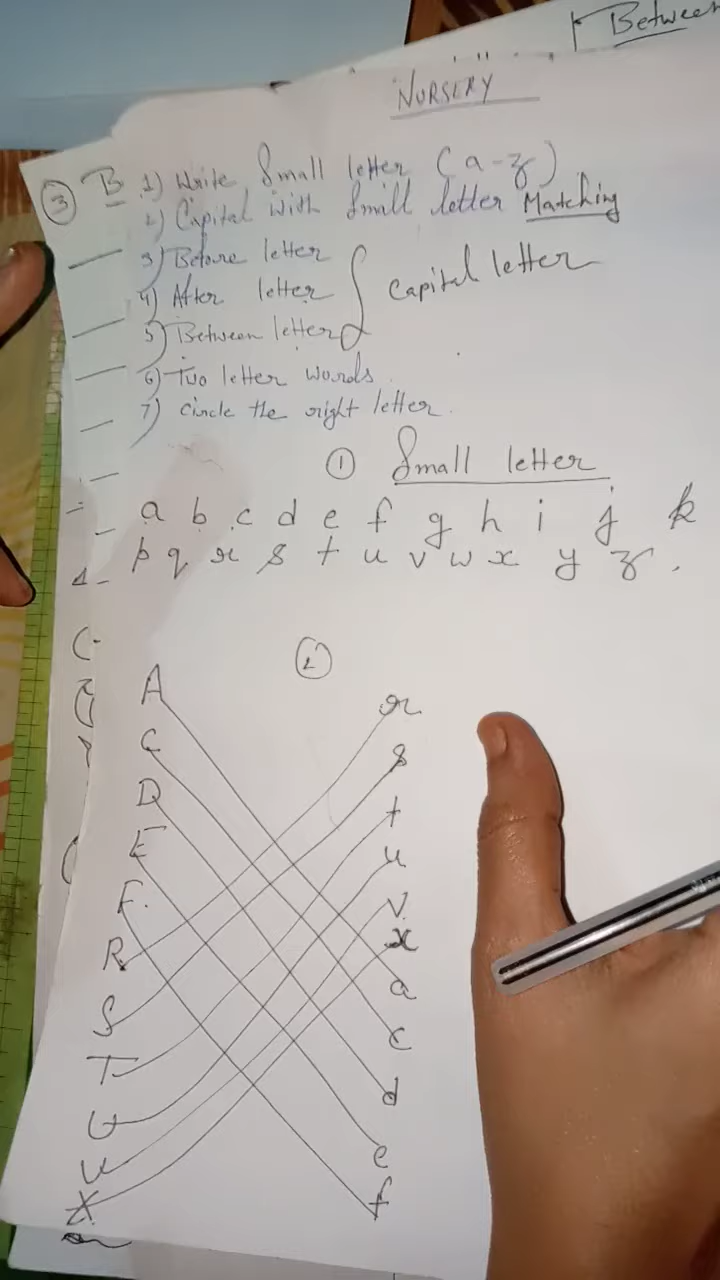 Between
NURSERY
③ B 1) Write Small letter (a-z)
2) Capital with Small letter Matching
3) Before letter
4) After letter } Capital letter
5) Between letter
6) Two letter words
7) Circle the right letter.
① Small letter
a b c d e f g h i j k
p q r s t u v w x y z.
②
A r
C s
D t
E u
F v
R x
S a
T c
U d
V e
X f